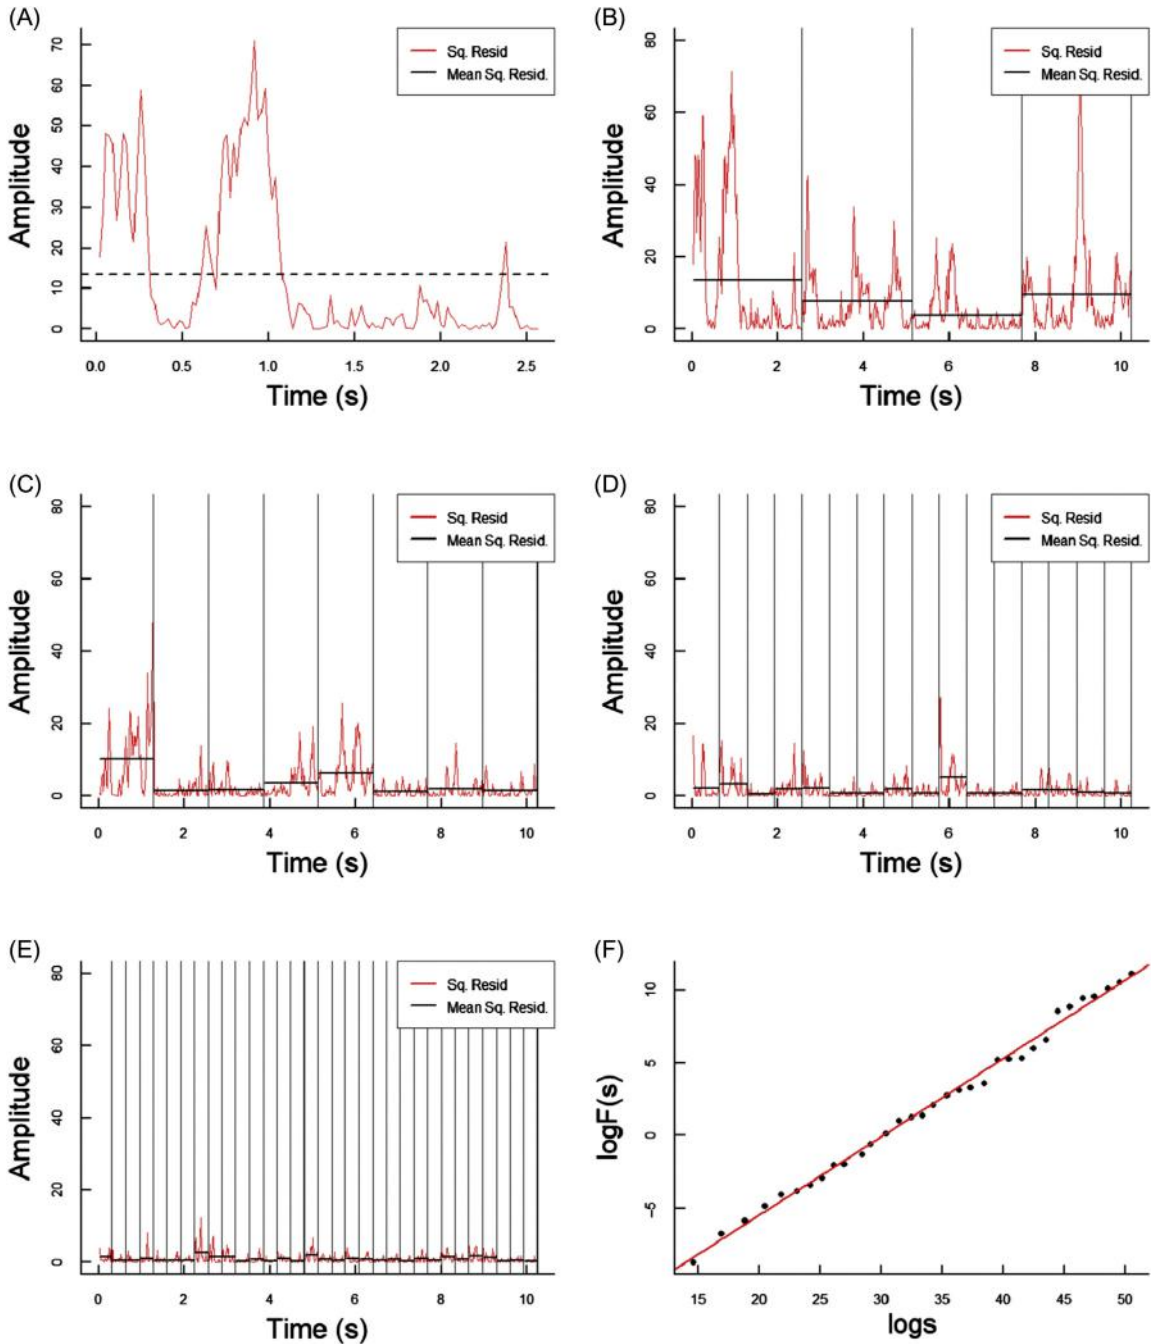 (A)
Sq. Resid
Mean Sq. Resid.
Amplitude
70
60
50
40
30
20
10
0
0.0 0.5 1.0 1.5 2.0 2.5
Time (s)
(B)
Sq. Resid
Mean Sq. Resid.
Amplitude
80
60
40
20
0
0 2 4 6 8 10
Time (s)
(C)
Sq. Resid
Mean Sq. Resid.
Amplitude
80
60
40
20
0
0 2 4 6 8 10
Time (s)
(D)
Sq. Resid
Mean Sq. Resid.
Amplitude
80
60
40
20
0
0 2 4 6 8 10
Time (s)
(E)
Sq. Resid
Mean Sq. Resid.
Amplitude
80
60
40
20
0
0 2 4 6 8 10
Time (s)
(F)
logF(s)
10
5
0
−5
15 20 25 30 35 40 45 50
logs